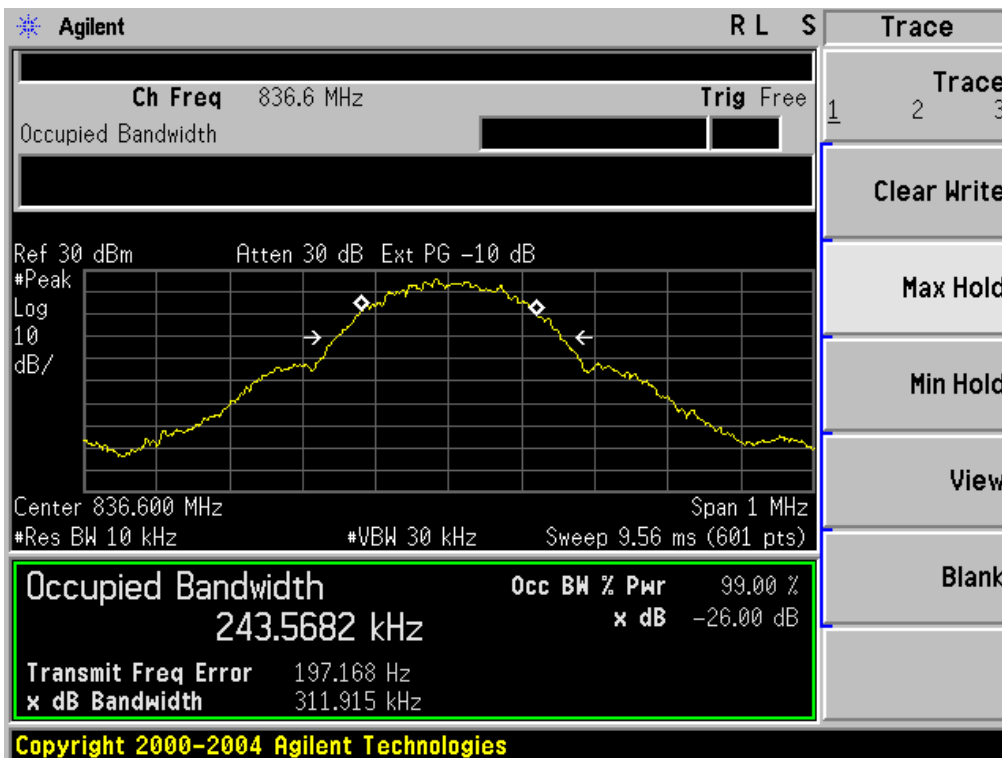 Agilent R L S
Ch Freq 836.6 MHz Trig Free
Occupied Bandwidth
Ref 30 dBm Atten 30 dB Ext PG -10 dB
#Peak
Log
10
dB/
Center 836.600 MHz Span 1 MHz
#Res BW 10 kHz #VBW 30 kHz Sweep 9.56 ms (601 pts)
Occupied Bandwidth Occ BW % Pwr 99.00 %
243.5682 kHz x dB -26.00 dB
Transmit Freq Error 197.168 Hz
x dB Bandwidth 311.915 kHz
Copyright 2000-2004 Agilent Technologies
Trace
Trace
1 2 3
Clear Write
Max Hold
Min Hold
View
Blank